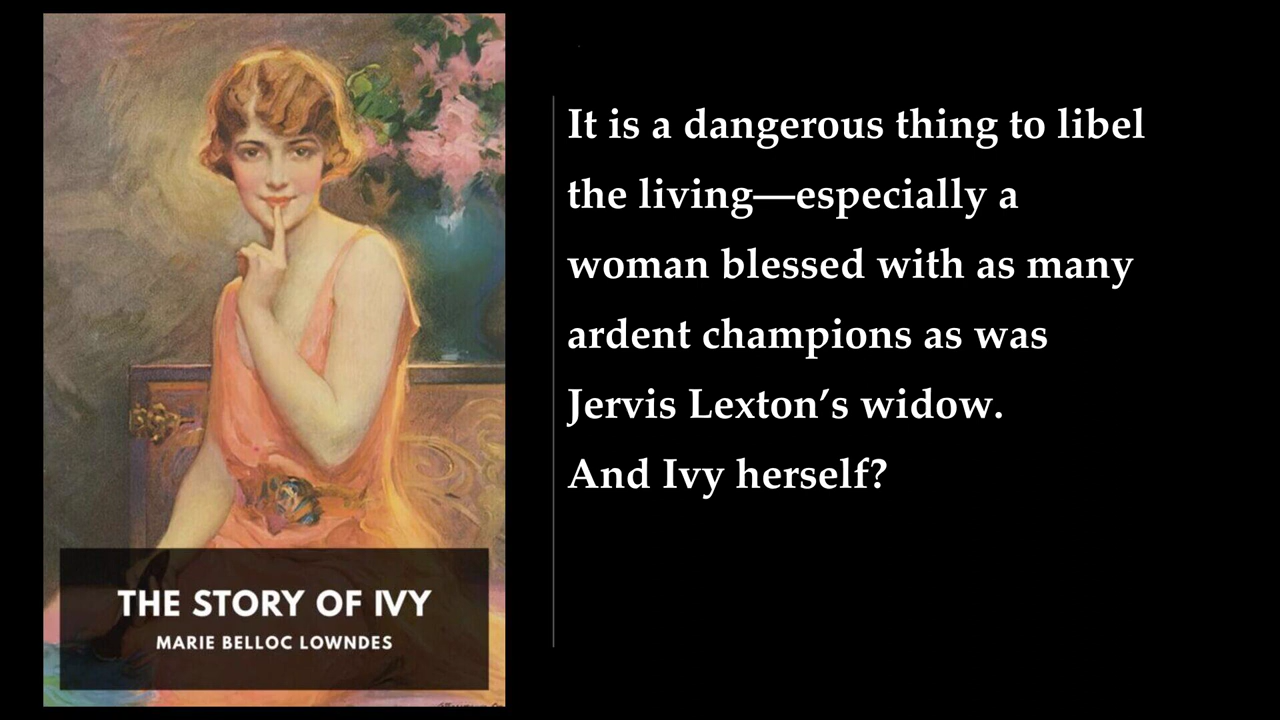 THE STORY OF IVY
MARIE BELLOC LOWNDES
It is a dangerous thing to libel
the living—especially a
woman blessed with as many
ardent champions as was
Jervis Lexton’s widow.
And Ivy herself?